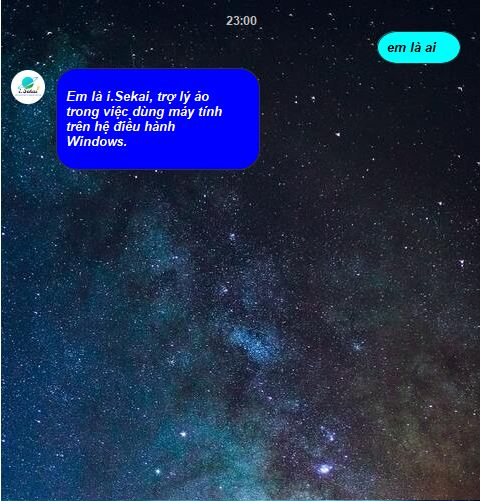 23:00
em là ai
i.Sekai
Em là i.Sekai, trợ lý ảo
trong việc dùng máy tính
trên hệ điều hành
Windows.